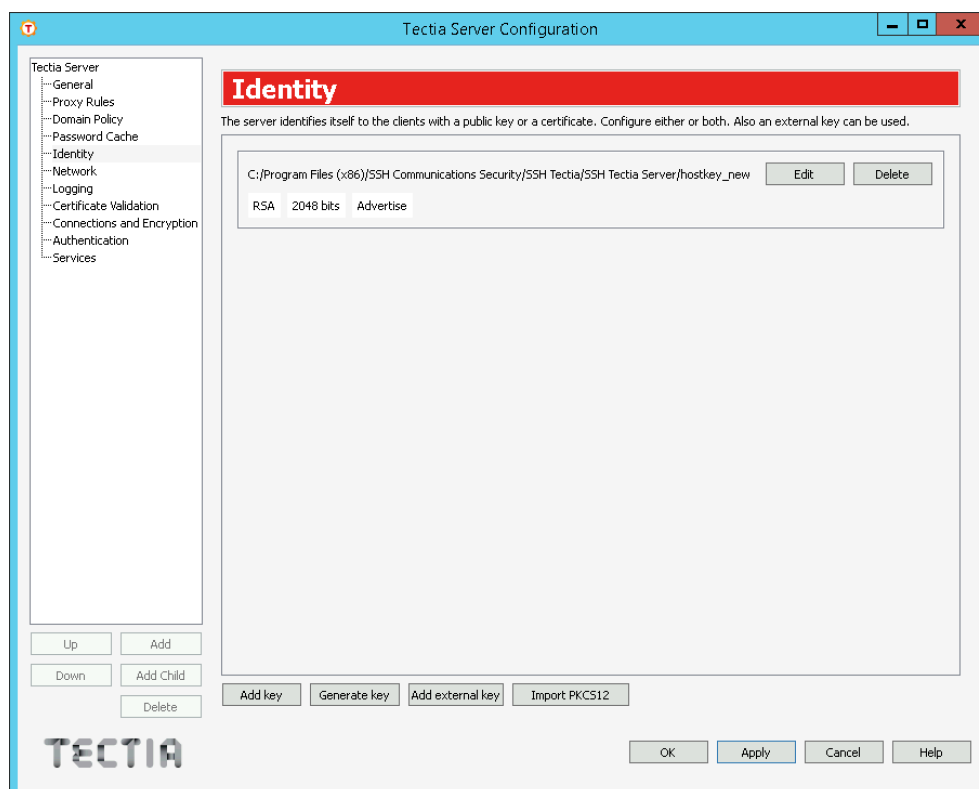 Tectia Server Configuration
Tectia Server
General
Proxy Rules
Domain Policy
Password Cache
Identity
Network
Logging
Certificate Validation
Connections and Encryption
Authentication
Services
Up
Add
Down
Add Child
Delete
TECTIA
Identity
The server identifies itself to the clients with a public key or a certificate. Configure either or both. Also an external key can be used.
C:/Program Files (x86)/SSH Communications Security/SSH Tectia/SSH Tectia Server/hostkey_new
Edit
Delete
RSA
2048 bits
Advertise
Add key
Generate key
Add external key
Import PKCS12
OK
Apply
Cancel
Help